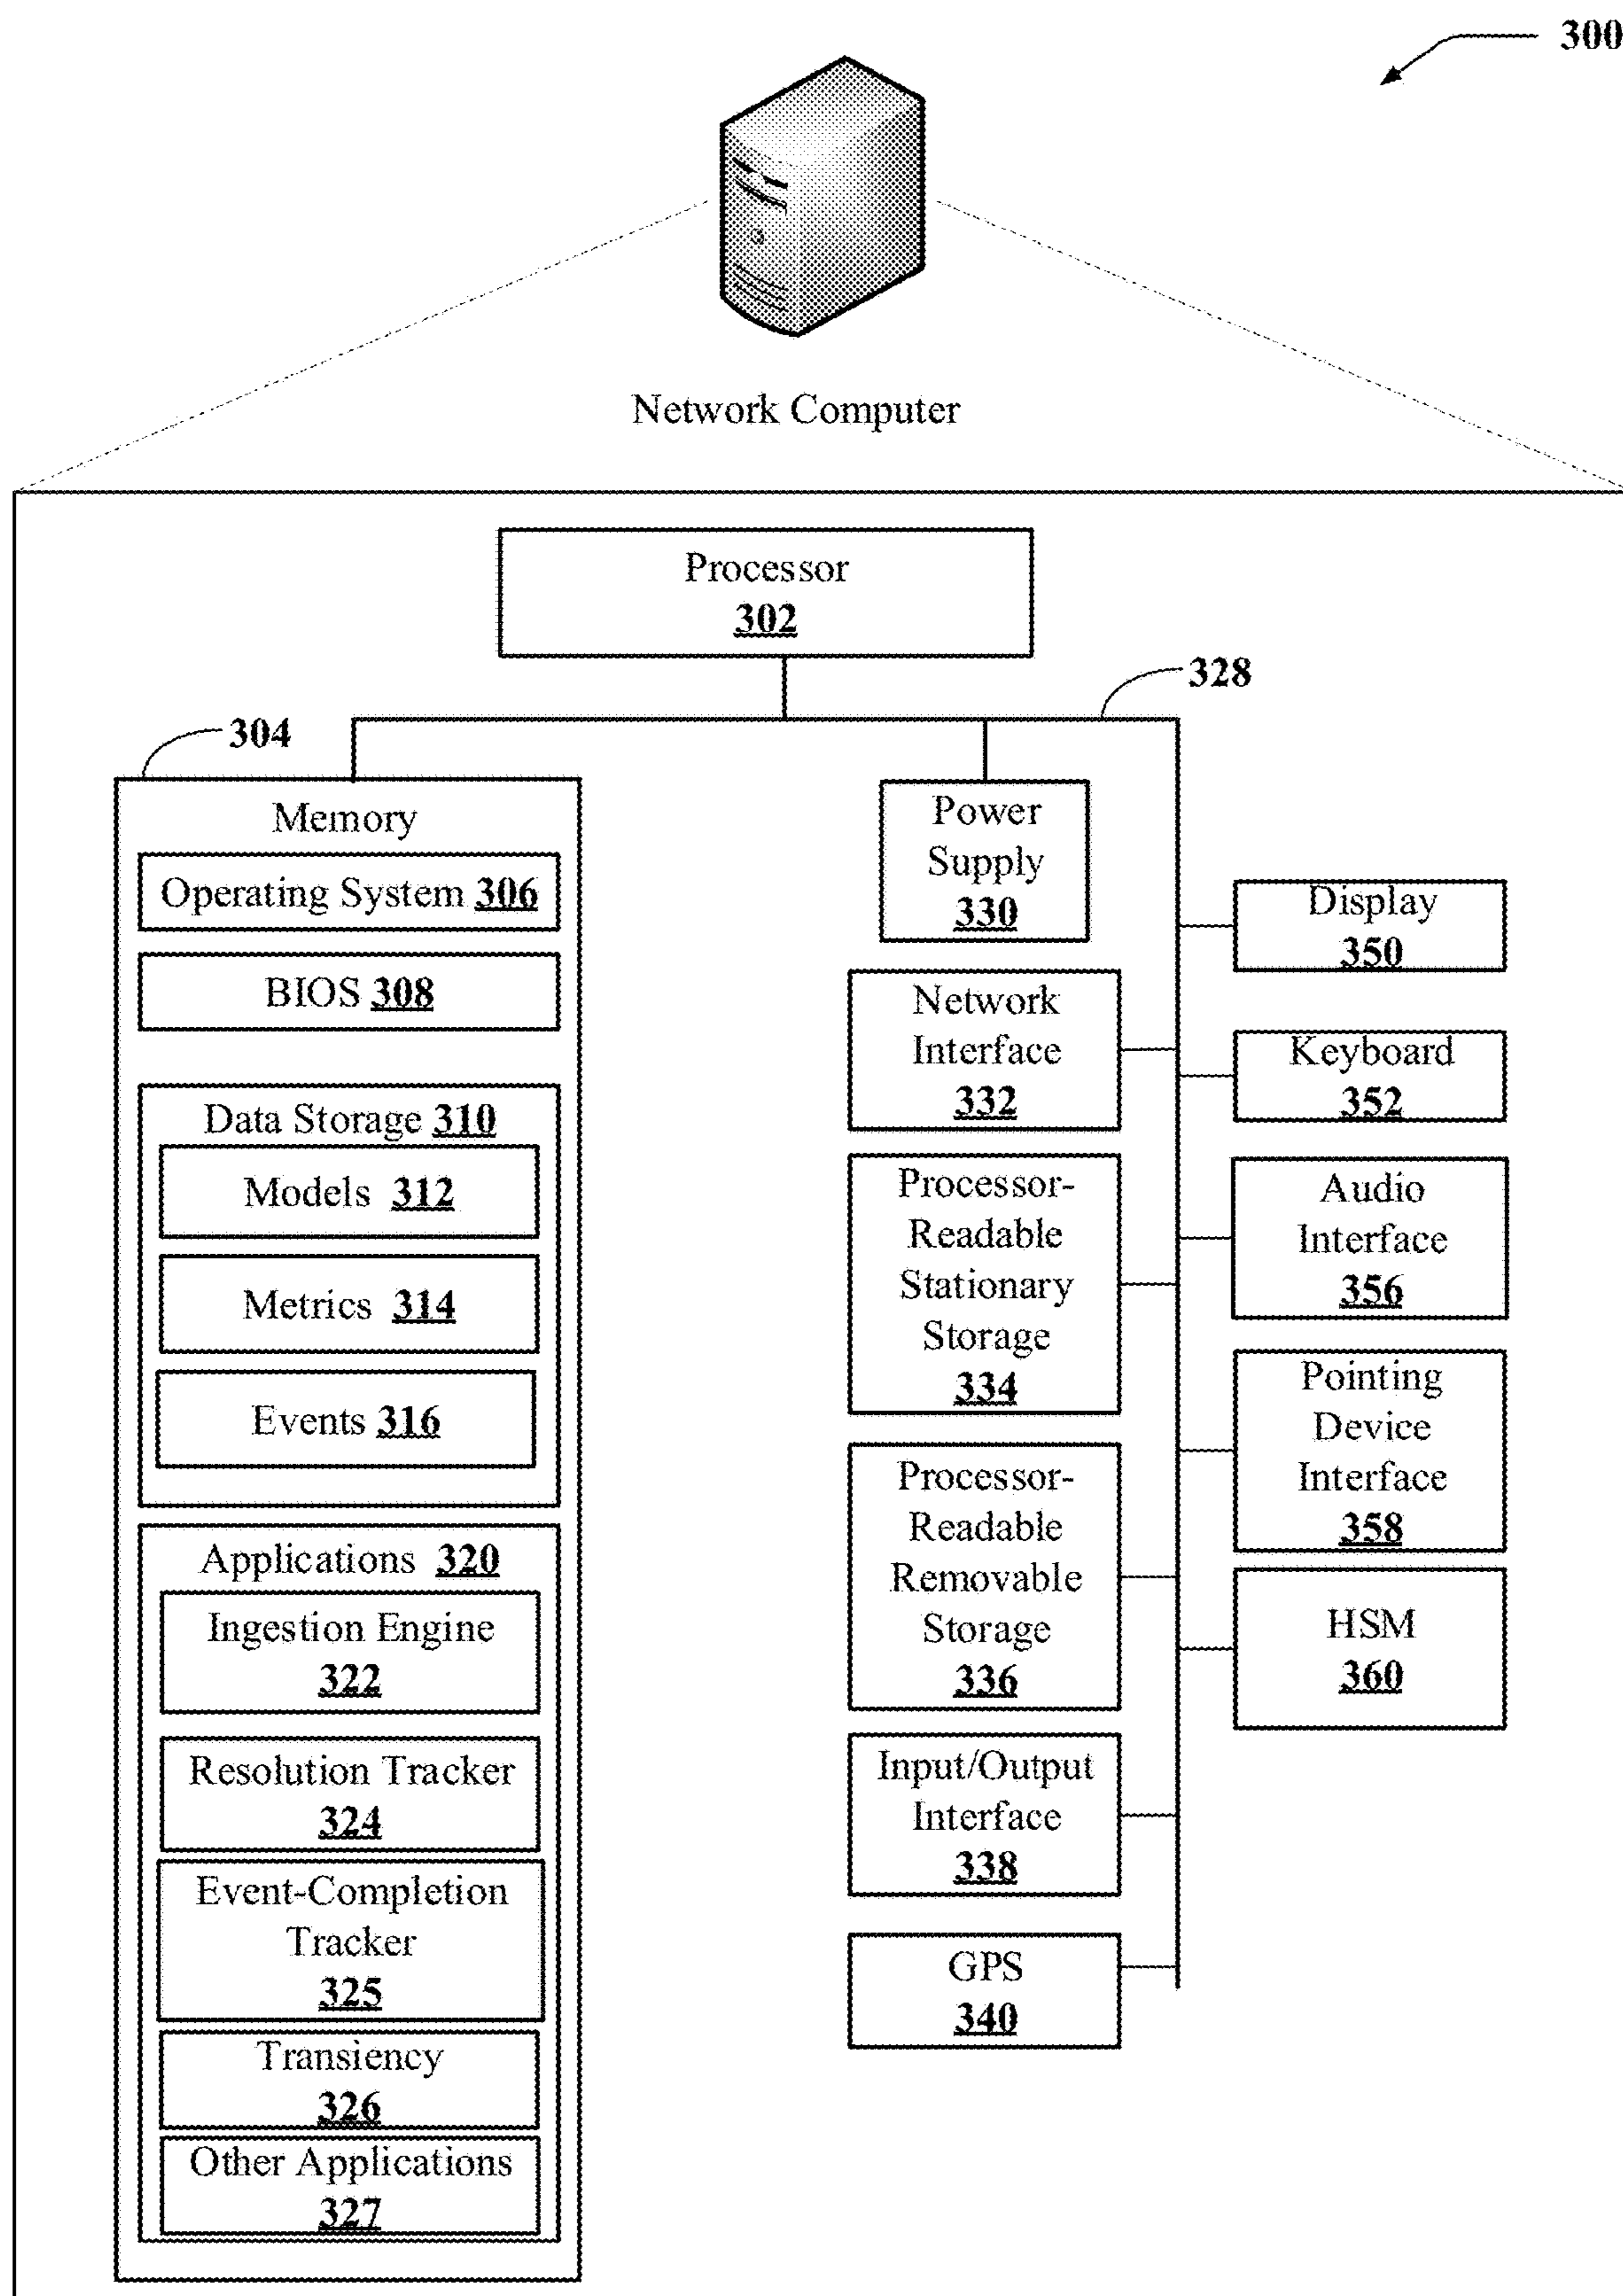 300
Network Computer
Processor
302
328
304
Memory
Operating System 306
BIOS 308
Data Storage 310
Models 312
Metrics 314
Events 316
Applications 320
Ingestion Engine
322
Resolution Tracker
324
Event-Completion
Tracker
325
Transiency
326
Other Applications
327
Power
Supply
330
Network
Interface
332
Processor-
Readable
Stationary
Storage
334
Processor-
Readable
Removable
Storage
336
Input/Output
Interface
338
GPS
340
Display
350
Keyboard
352
Audio
Interface
356
Pointing
Device
Interface
358
HSM
360